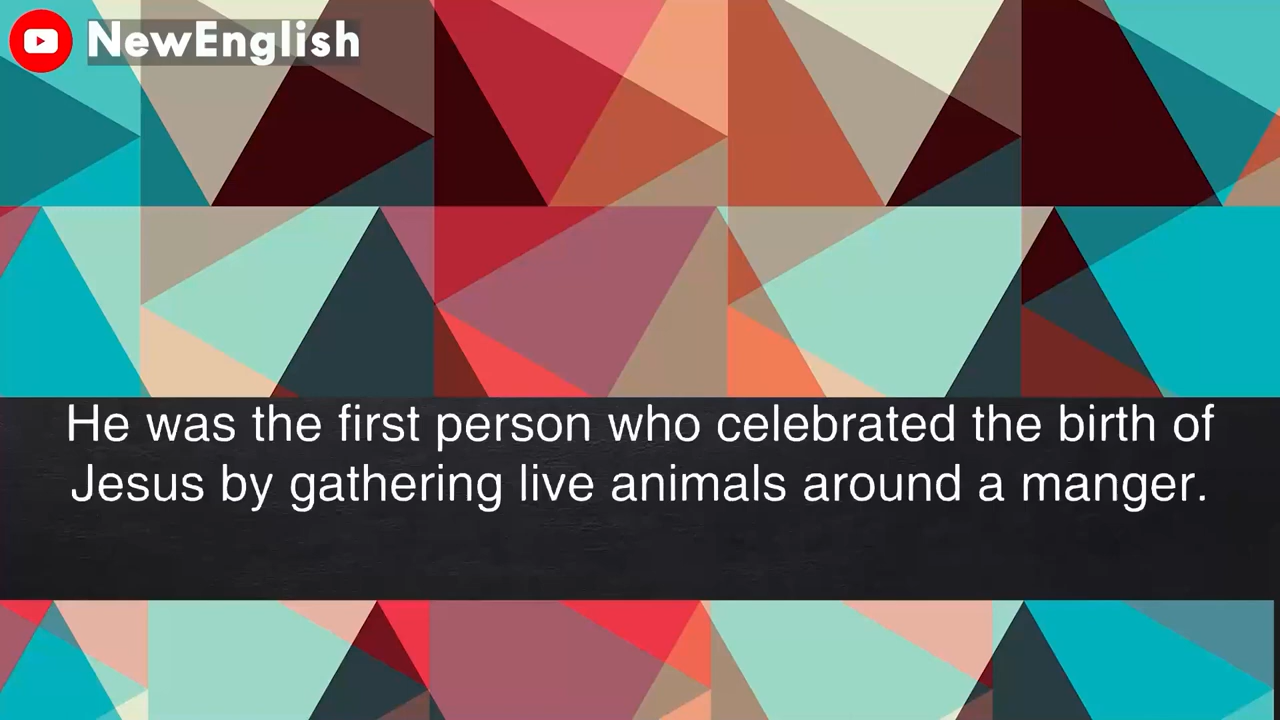 NewEnglish
He was the first person who celebrated the birth of
Jesus by gathering live animals around a manger.